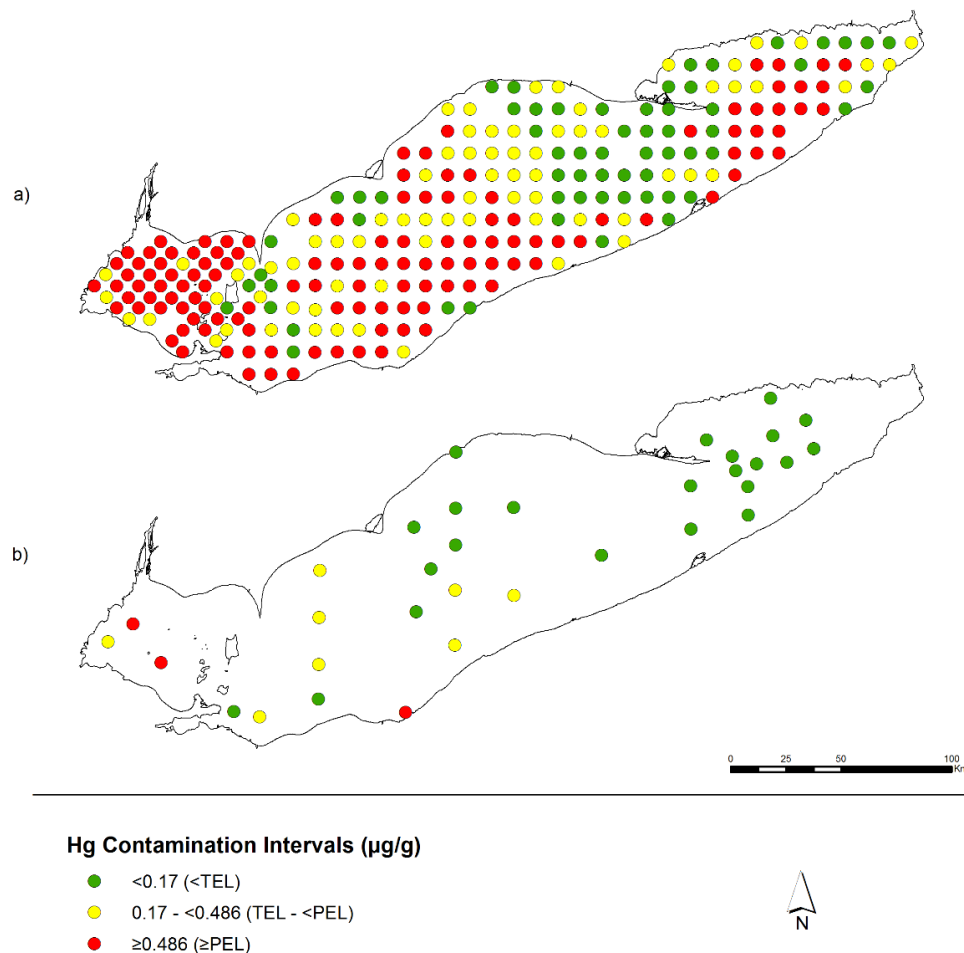 a)
b)
0 25 50 100
Km
Hg Contamination Intervals (µg/g)
<0.17 (<TEL)
0.17 - <0.486 (TEL - <PEL)
≥0.486 (≥PEL)
N